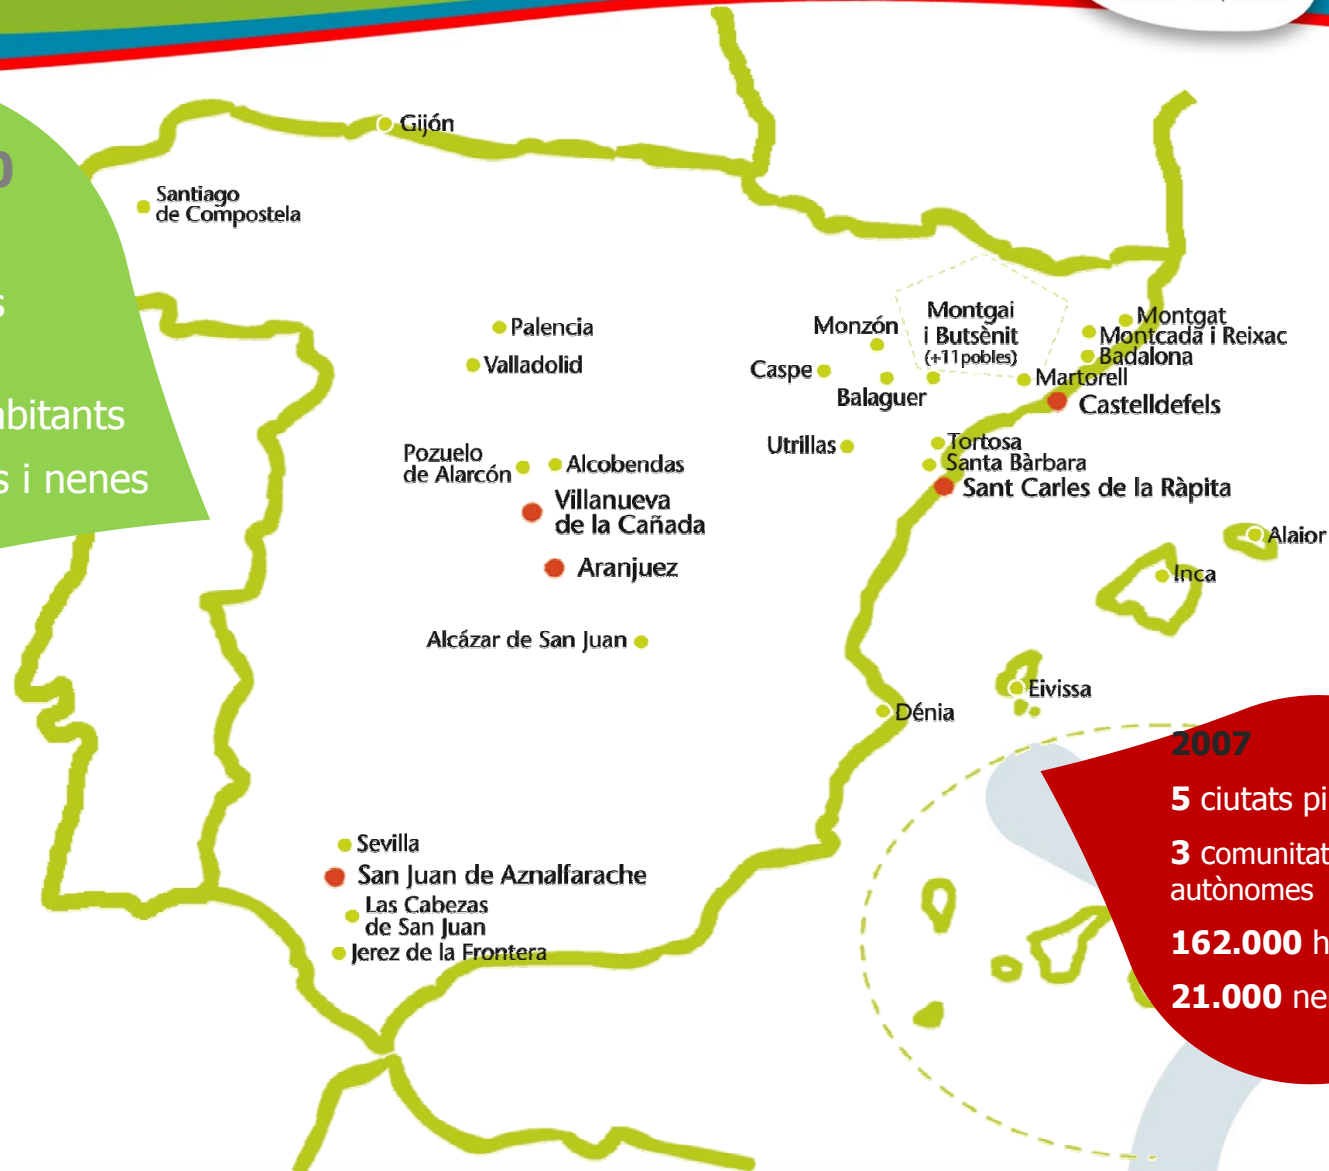 Gijón
Santiago
de Compostela
abitants
s i nenes
Palencia
Valladolid
Monzón
Montgai
i Butsènit
(+11pobles)
Montgat
Montcada i Reixac
Badalona
Caspe
Balaguer
Martorell
Castelldefels
Pozuelo
de Alarcón
Alcobendas
Utrillas
Tortosa
Santa Bàrbara
Sant Carles de la Ràpita
Villanueva
de la Cañada
Aranjuez
Alaior
Inca
Alcázar de San Juan
Eivissa
Dénia
Sevilla
San Juan de Aznalfarache
Las Cabezas
de San Juan
Jerez de la Frontera
2007
5 ciutats pi
3 comunitat
autònomes
162.000 h
21.000 ne